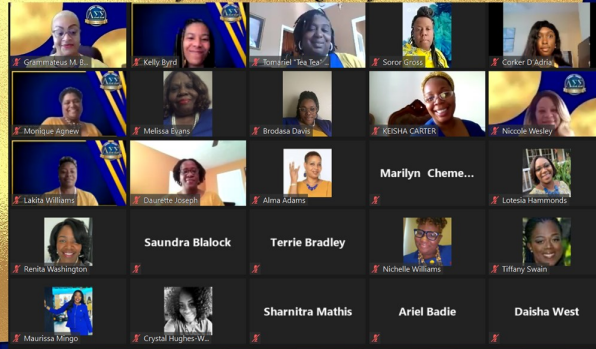 Grammateus M. B...
Kelly Byrd
Tomariel "Tea Tea"...
Soror Gross
Corker D'Adria
Monique Agnew
Melissa Evans
Brodasa Davis
KEISHA CARTER
Niccole Wesley
Lakita Williams
Daurette Joseph
Alma Adams
Marilyn Cheme...
Lotesia Hammonds
Renita Washington
Saundra Blalock
Terrie Bradley
Nichelle Williams
Tiffany Swain
Maurissa Mingo
Crystal Hughes-W...
Sharnitra Mathis
Ariel Badie
Daisha West